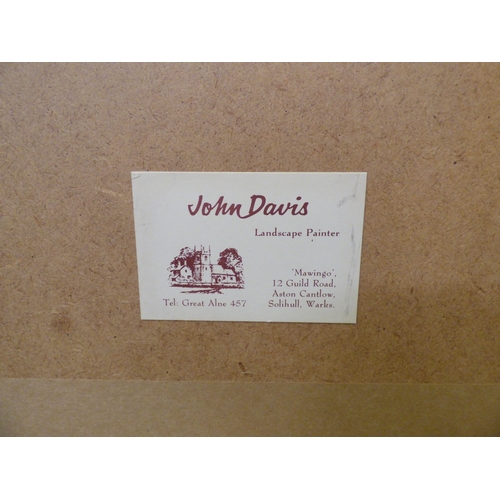 John Davis
Landscape Painter
'Mawingo',
12 Guild Road,
Aston Cantlow,
Solihull, Warks.
Tel: Great Alne 457